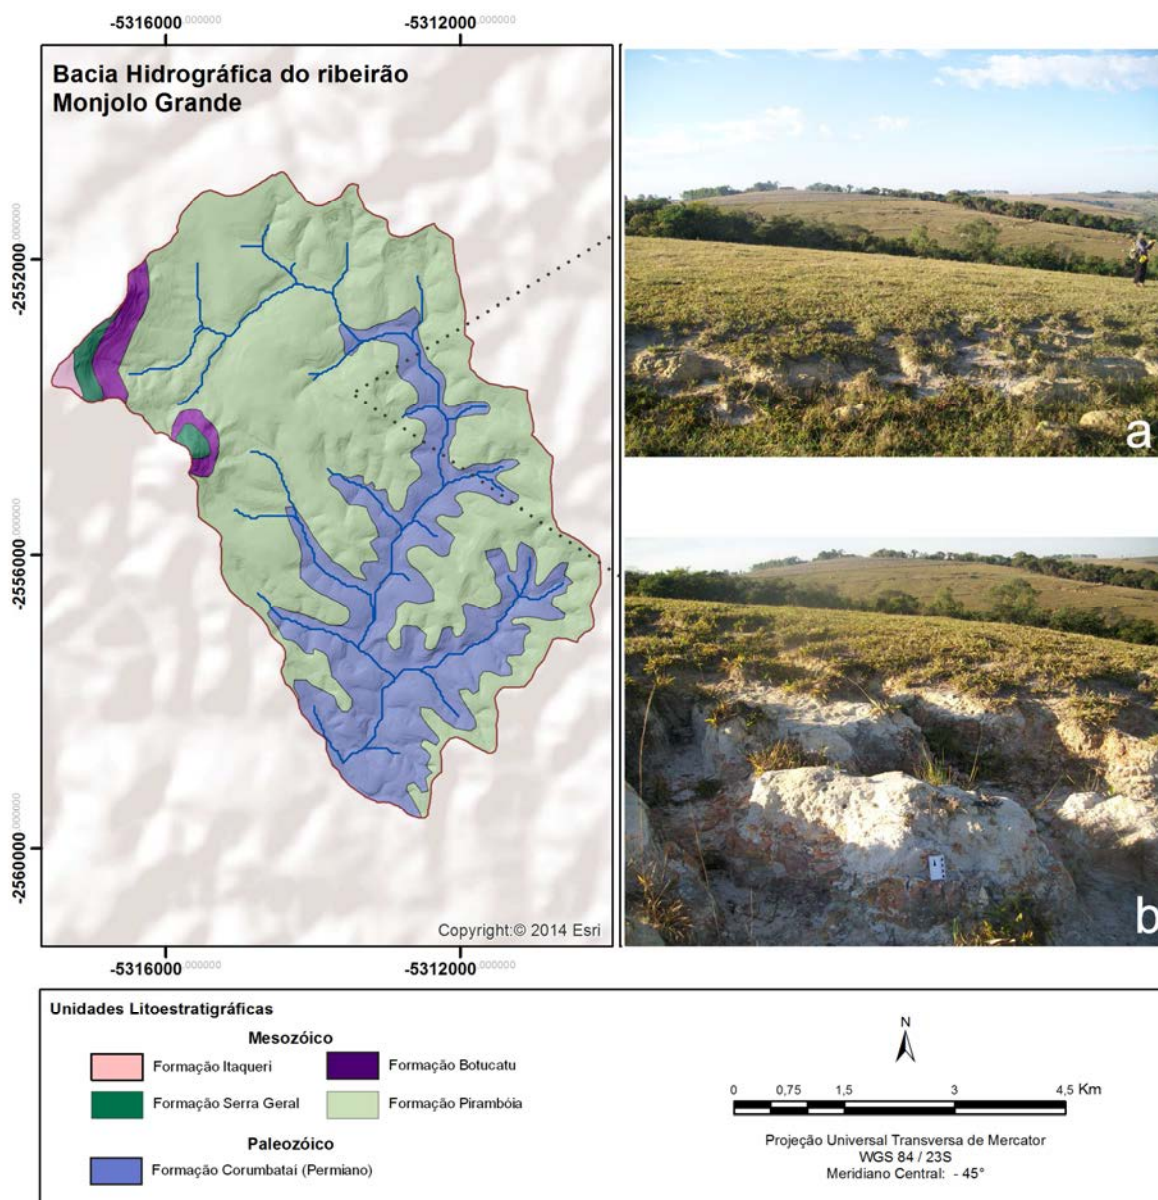 -5316000,000000
-5312000,000000
Bacia Hidrográfica do ribeirão
Monjolo Grande
-2552000,000000
-2556000,000000
-2560000,000000
Copyright:© 2014 Esri
-5316000,000000
-5312000,000000
a
b
Unidades Litoestratigráficas
Mesozóico
Formação Itaqueri
Formação Botucatu
Formação Serra Geral
Formação Pirambóia
Paleozóico
Formação Corumbataí (Permiano)
N
0 0,75 1,5 3 4,5 Km
Projeção Universal Transversa de Mercator
WGS 84 / 23S
Meridiano Central: - 45°